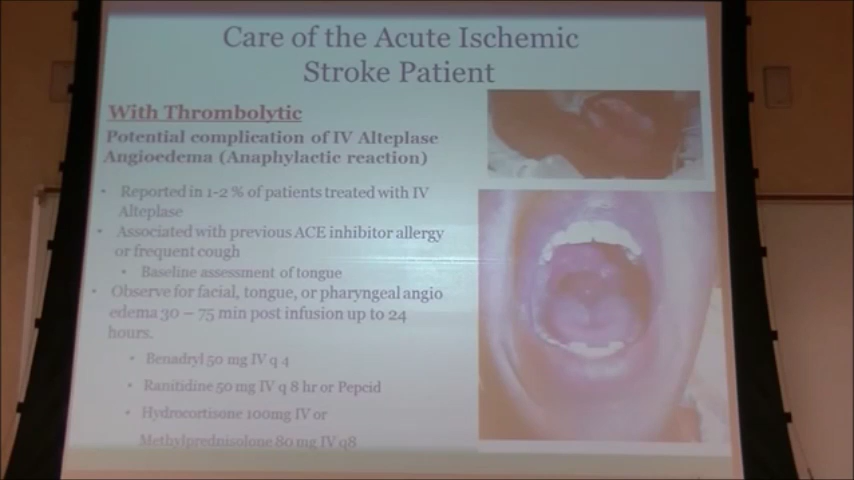 Care of the Acute Ischemic
Stroke Patient
With Thrombolytic
Potential complication of IV Alteplase
Angioedema (Anaphylactic reaction)
• Reported in 1-2 % of patients treated with IV
Alteplase
• Associated with previous ACE inhibitor allergy
or frequent cough
• Baseline assessment of tongue
• Observe for facial, tongue, or pharyngeal angio
edema 30 – 75 min post infusion up to 24
hours.
• Benadryl 50 mg IV q 4
• Ranitidine 50 mg IV q 8 hr or Pepcid
• Hydrocortisone 100mg IV or
Methylprednisolone 80 mg IV q8